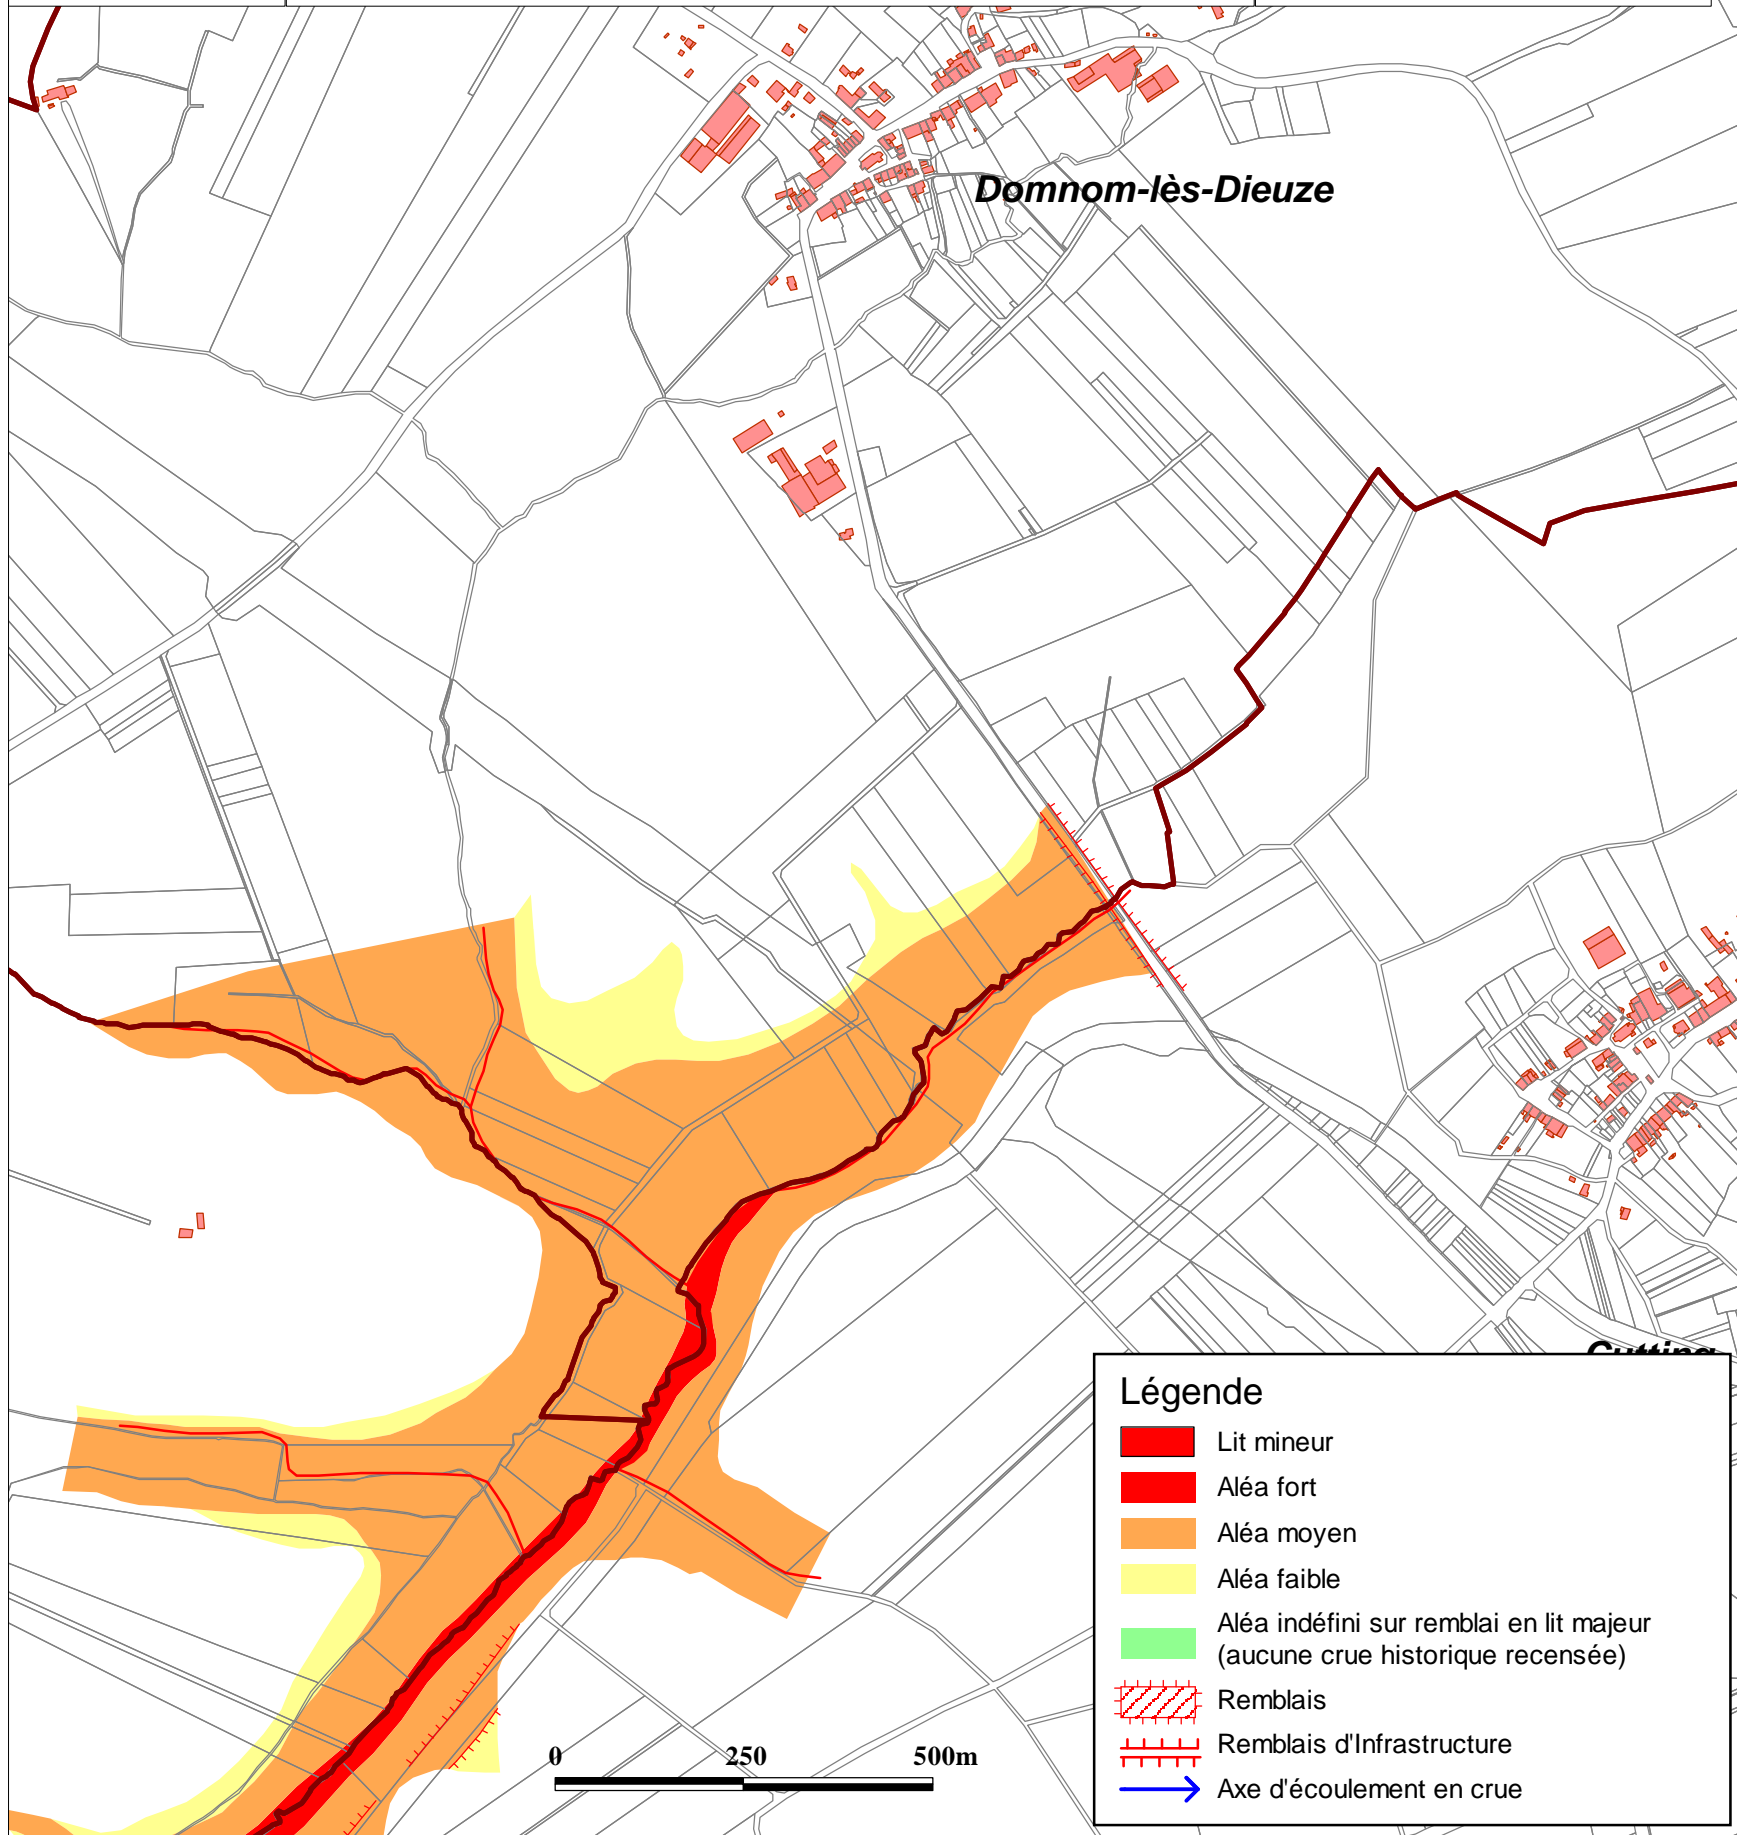 Domnom-lès-Dieuze
Cutting
Légende
Lit mineur
Aléa fort
Aléa moyen
Aléa faible
Aléa indéfini sur remblai en lit majeur
(aucune crue historique recensée)
Remblais
Remblais d'Infrastructure
Axe d'écoulement en crue
0 250 500m